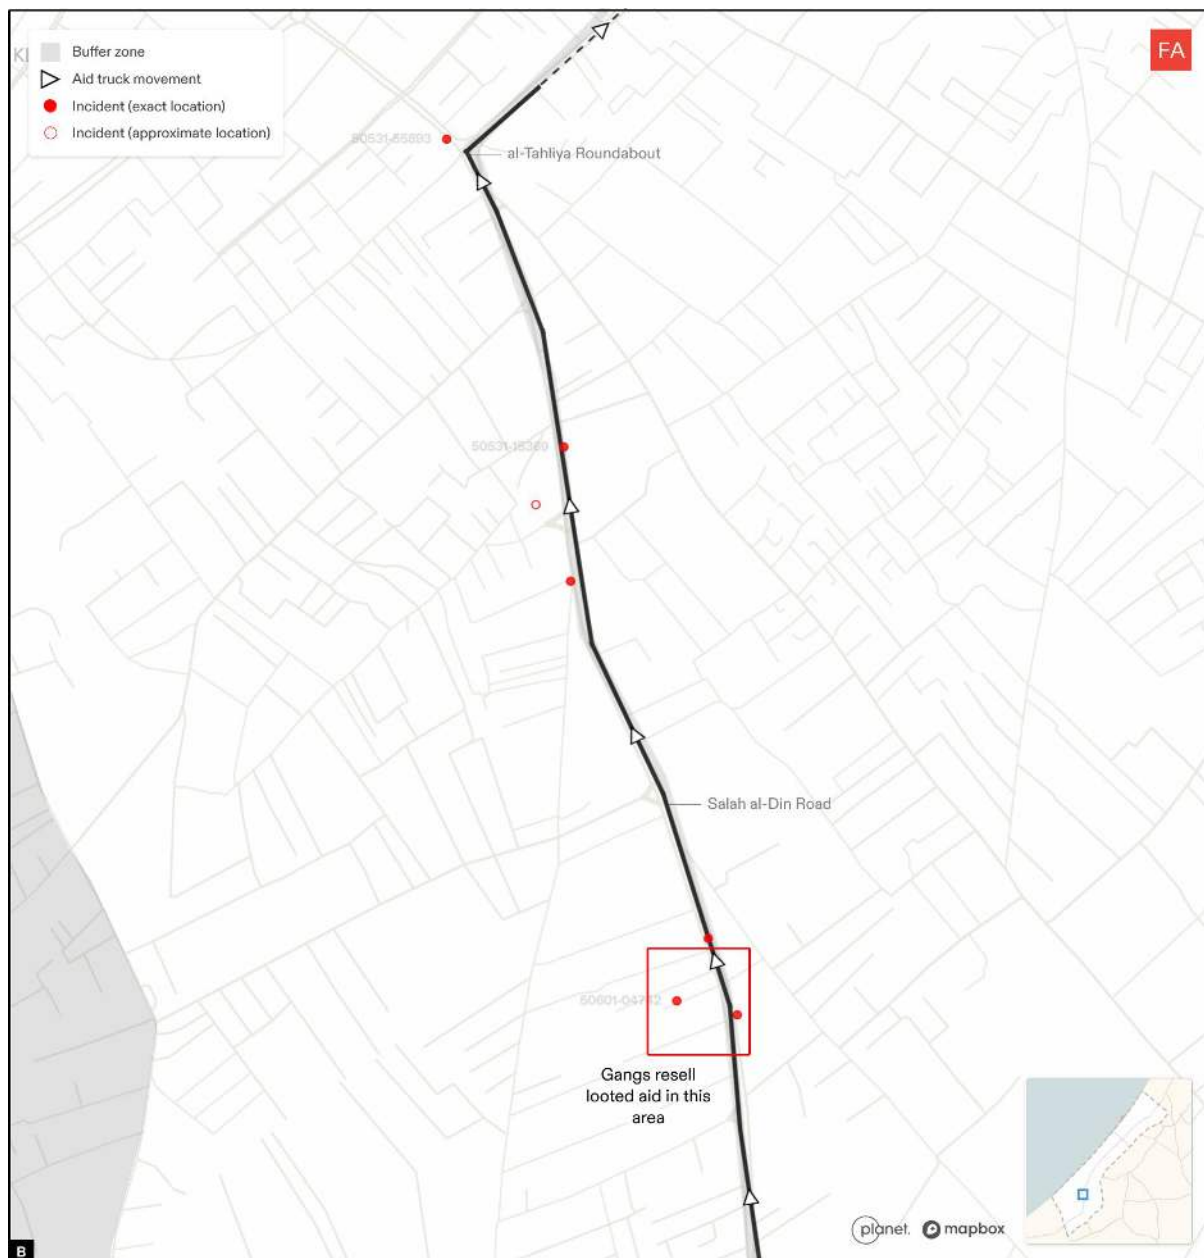 Buffer zone
Aid truck movement
Incident (exact location)
Incident (approximate location)
FA
al-Tahliya Roundabout
Salah al-Din Road
Gangs resell
looted aid in this
area
planet. mapbox
B